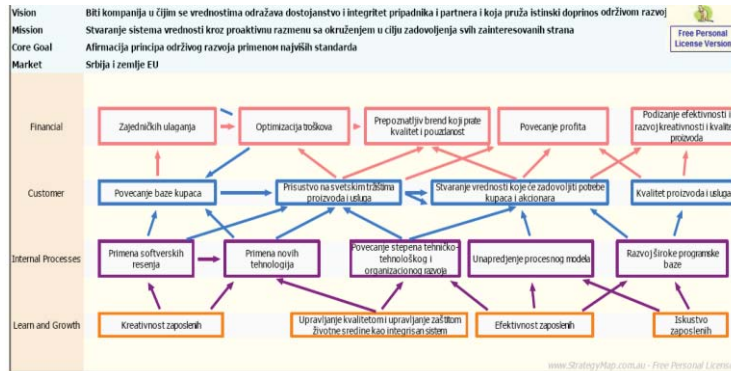 Vision
Biti kompanija u čijim se vrednostima odražava dostojanstvo i integritet pripadnika i partnera i koja pruža istinski doprinos održivom razvoj
Mission
Stvaranje sistema vrednosti kroz proaktivnu razmenu sa okruženjem u cilju zadovoljenja svih zainteresovanih strana
Core Goal
Afirmacija principa održivog razvoja primenom najviših standarda
Market
Srbija i zemlje EU
Free Personal
License Version
Financial
Zajedničkih ulaganja
Optimizacija troškova
Prepoznatljiv brend koji prate
kvalitet i pouzdanost
Povecanje profita
Podizanje efektivnosti i
razvoj kreativnosti i kvalite
proizvoda
Customer
Povecanje baze kupaca
Prisustvo na svetskim tržštima
proizvoda i usluga
Stvaranje vrednosti koje će zadovoljiti potrebe
kupaca i akcionara
Kvalitet proizvoda i usluga
Internal Processes
Primena softverskih
resenja
Primena novih
tehnologija
Povecanje stepena tehničko-
tehnološkog i
organizacionog razvoja
Unapredjenje procesnog modela
Razvoj široke programske
baze
Learn and Growth
Kreativnost zaposlenih
Upravljanje kvalitetom i upravljanje zaštitom
životne sredine kao integrisan sistem
Efektivnost zaposlenih
Iskustvo
zaposlenih
www.StrategyMap.com.au - Free Personal License